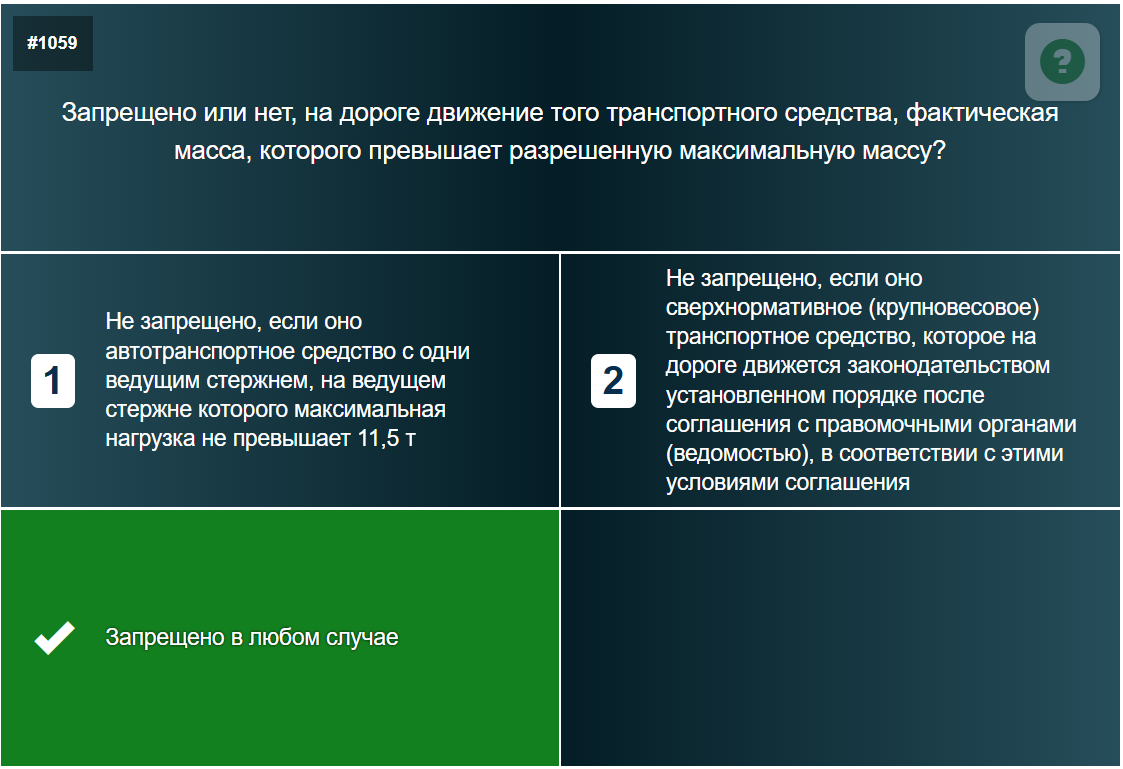 #1059
?
Запрещено или нет, на дороге движение того транспортного средства, фактическая
масса, которого превышает разрешенную максимальную массу?
1
Не запрещено, если оно
автотранспортное средство с одни
ведущим стержнем, на ведущем
стержне которого максимальная
нагрузка не превышает 11,5 т
2
Не запрещено, если оно
сверхнормативное (крупновесовое)
транспортное средство, которое на
дороге движется законодательством
установленном порядке после
соглашения с правомочными органами
(ведомостью), в соответствии с этими
условиями соглашения
Запрещено в любом случае